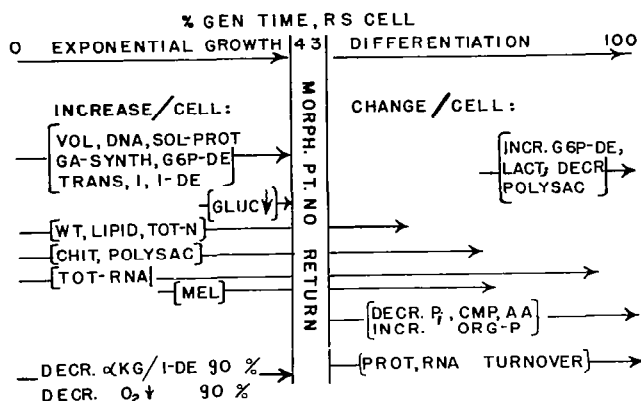 % GEN TIME, RS CELL
0 EXPONENTIAL GROWTH 43 DIFFERENTIATION 100
INCREASE/CELL:
VOL, DNA, SOL-PROT
GA-SYNTH, G6P-DE
TRANS, I, I-DE
GLUC↓
WT, LIPID, TOT-N
CHIT, POLYSAC
TOT-RNA
MEL
DECR. αKG/I-DE 90 %
DECR. O₂↓ 90 %
MORPH. PT. NO RETURN
CHANGE/CELL:
INCR. G6P-DE,
LACT, DECR
POLYSAC
DECR. Pi, CMP, AA
INCR. ORG-P
PROT, RNA TURNOVER